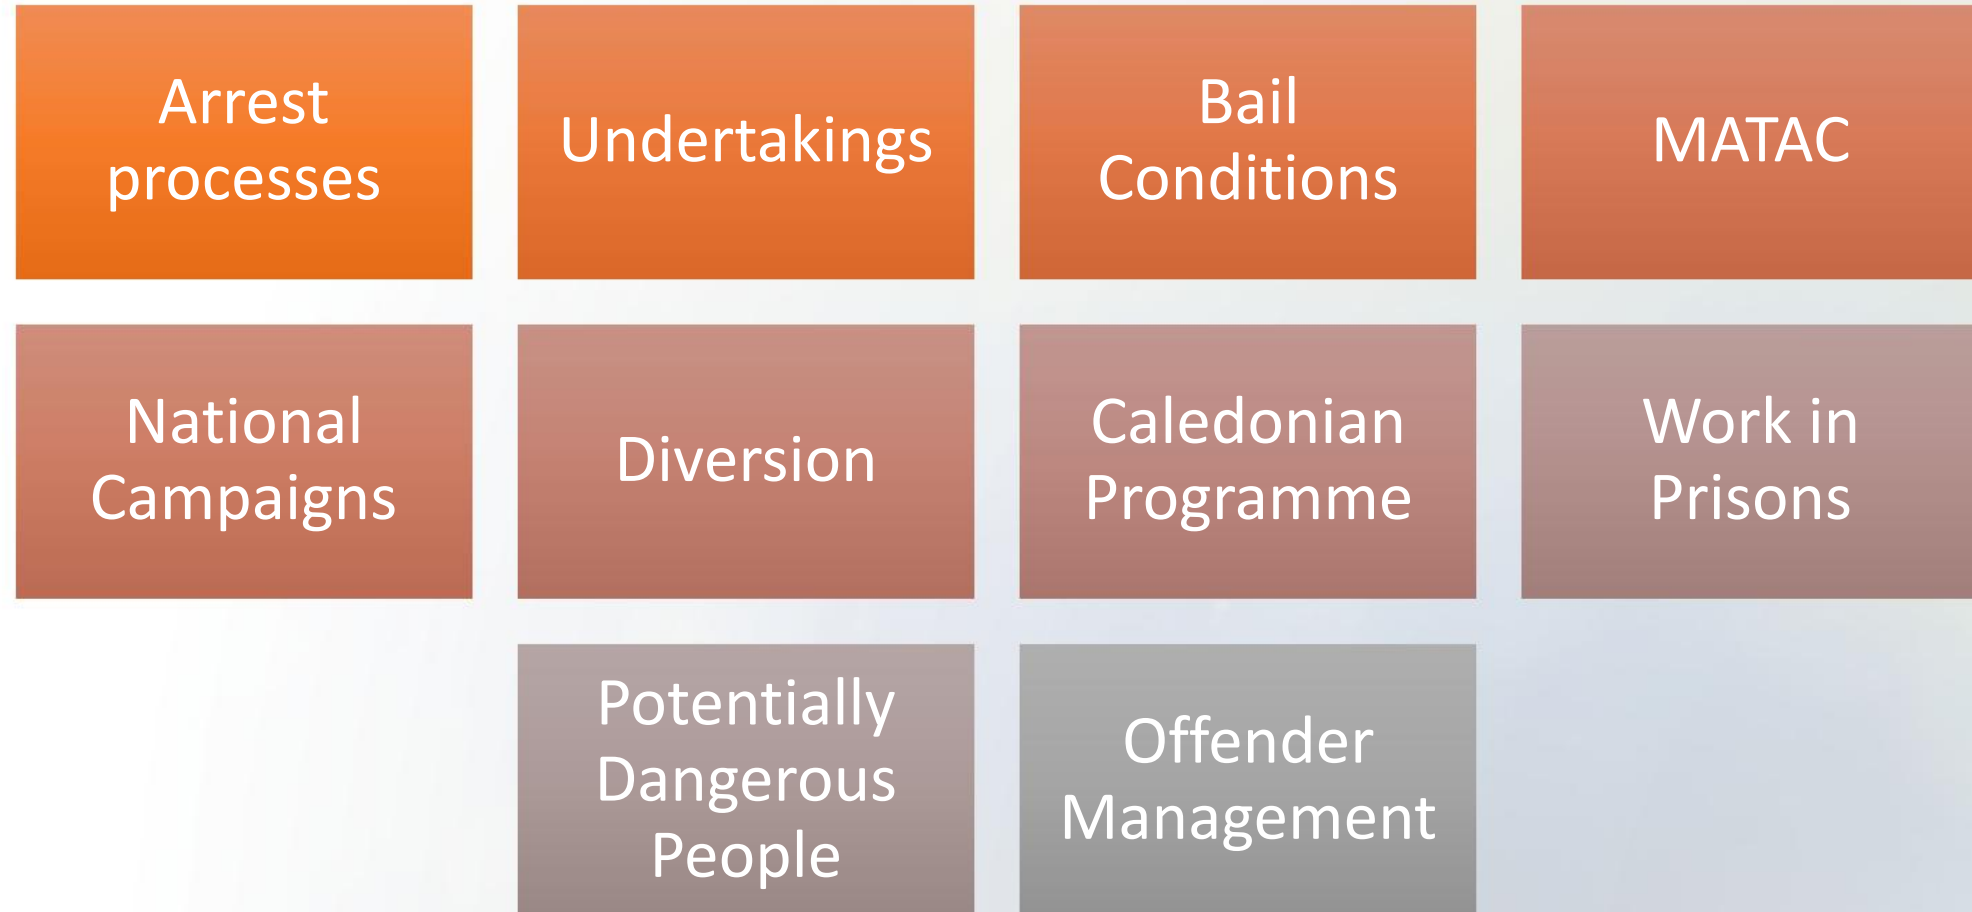 Arrest
processes
Undertakings
Bail
Conditions
MATAC
National
Campaigns
Diversion
Caledonian
Programme
Work in
Prisons
Potentially
Dangerous
People
Offender
Management